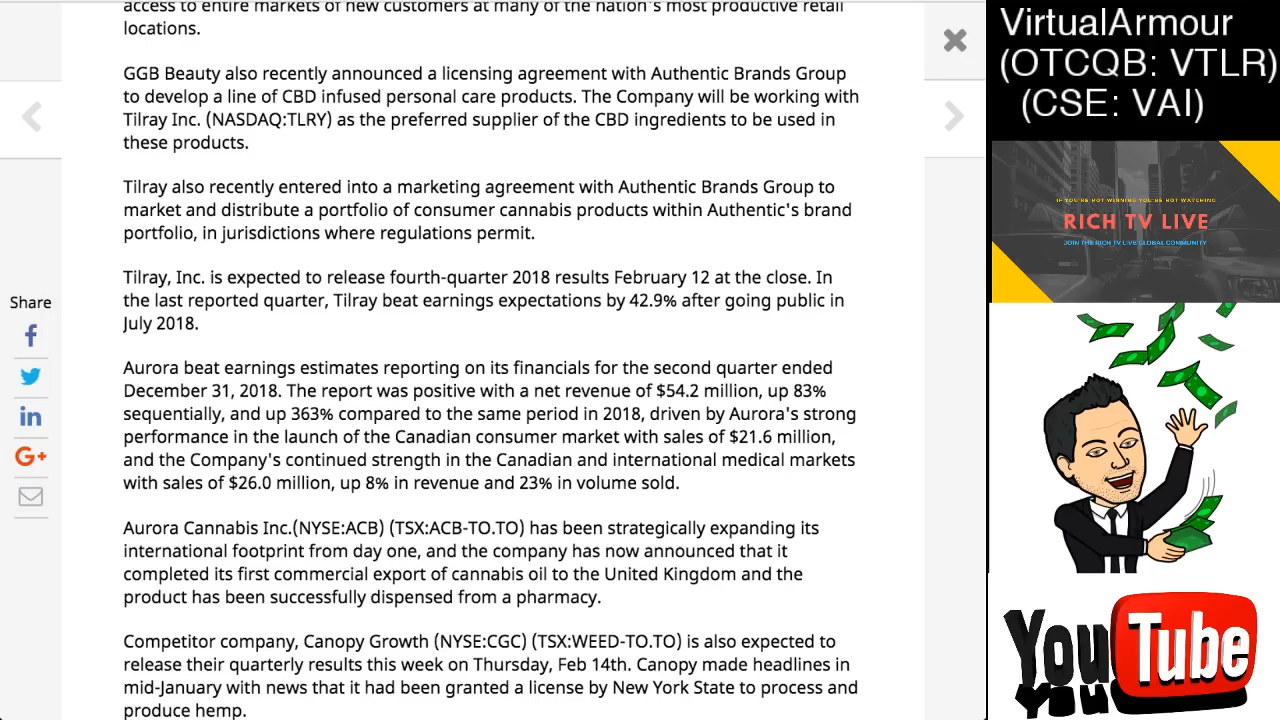 access to entire markets of new customers at many of the nation's most productive retail
locations.
GGB Beauty also recently announced a licensing agreement with Authentic Brands Group
to develop a line of CBD infused personal care products. The Company will be working with
Tilray Inc. (NASDAQ:TLRY) as the preferred supplier of the CBD ingredients to be used in
these products.
Tilray also recently entered into a marketing agreement with Authentic Brands Group to
market and distribute a portfolio of consumer cannabis products within Authentic's brand
portfolio, in jurisdictions where regulations permit.
Tilray, Inc. is expected to release fourth-quarter 2018 results February 12 at the close. In
the last reported quarter, Tilray beat earnings expectations by 42.9% after going public in
July 2018.
Aurora beat earnings estimates reporting on its financials for the second quarter ended
December 31, 2018. The report was positive with a net revenue of $54.2 million, up 83%
sequentially, and up 363% compared to the same period in 2018, driven by Aurora's strong
performance in the launch of the Canadian consumer market with sales of $21.6 million,
and the Company's continued strength in the Canadian and international medical markets
with sales of $26.0 million, up 8% in revenue and 23% in volume sold.
Aurora Cannabis Inc.(NYSE:ACB) (TSX:ACB-TO.TO) has been strategically expanding its
international footprint from day one, and the company has now announced that it
completed its first commercial export of cannabis oil to the United Kingdom and the
product has been successfully dispensed from a pharmacy.
Competitor company, Canopy Growth (NYSE:CGC) (TSX:WEED-TO.TO) is also expected to
release their quarterly results this week on Thursday, Feb 14th. Canopy made headlines in
mid-January with news that it had been granted a license by New York State to process and
produce hemp.
Share
f
in
G+
VirtualArmour
(OTCQB: VTLR)
(CSE: VAI)
IF YOU'RE NOT WINNING YOU'RE NOT WATCHING
RICH TV LIVE
JOIN THE RICH TV LIVE GLOBAL COMMUNITY
YouTube